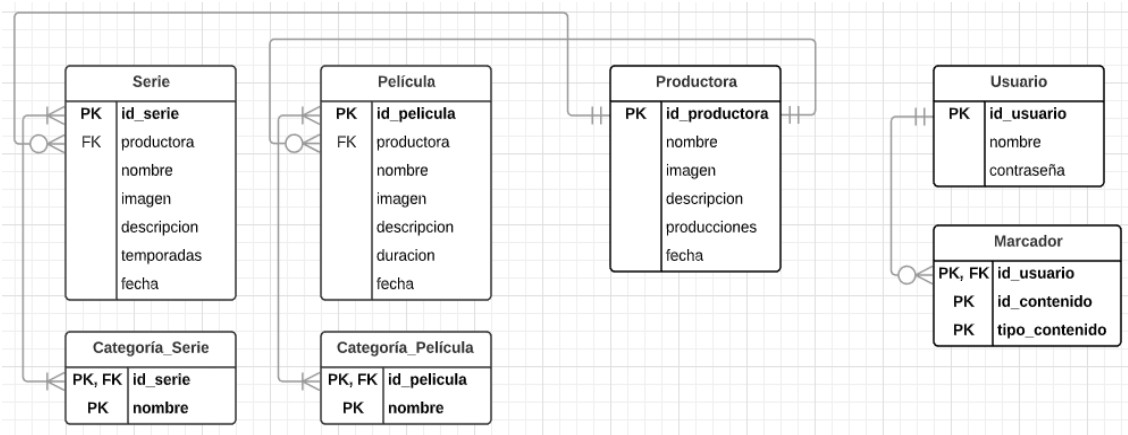 Serie
PK id_serie
FK productora
nombre
imagen
descripcion
temporadas
fecha
Película
PK id_pelicula
FK productora
nombre
imagen
descripcion
duracion
fecha
Productora
PK id_productora
nombre
imagen
descripcion
producciones
fecha
Usuario
PK id_usuario
nombre
contraseña
Marcador
PK, FK id_usuario
PK id_contenido
PK tipo_contenido
Categoría_Serie
PK, FK id_serie
PK nombre
Categoría_Película
PK, FK id_pelicula
PK nombre